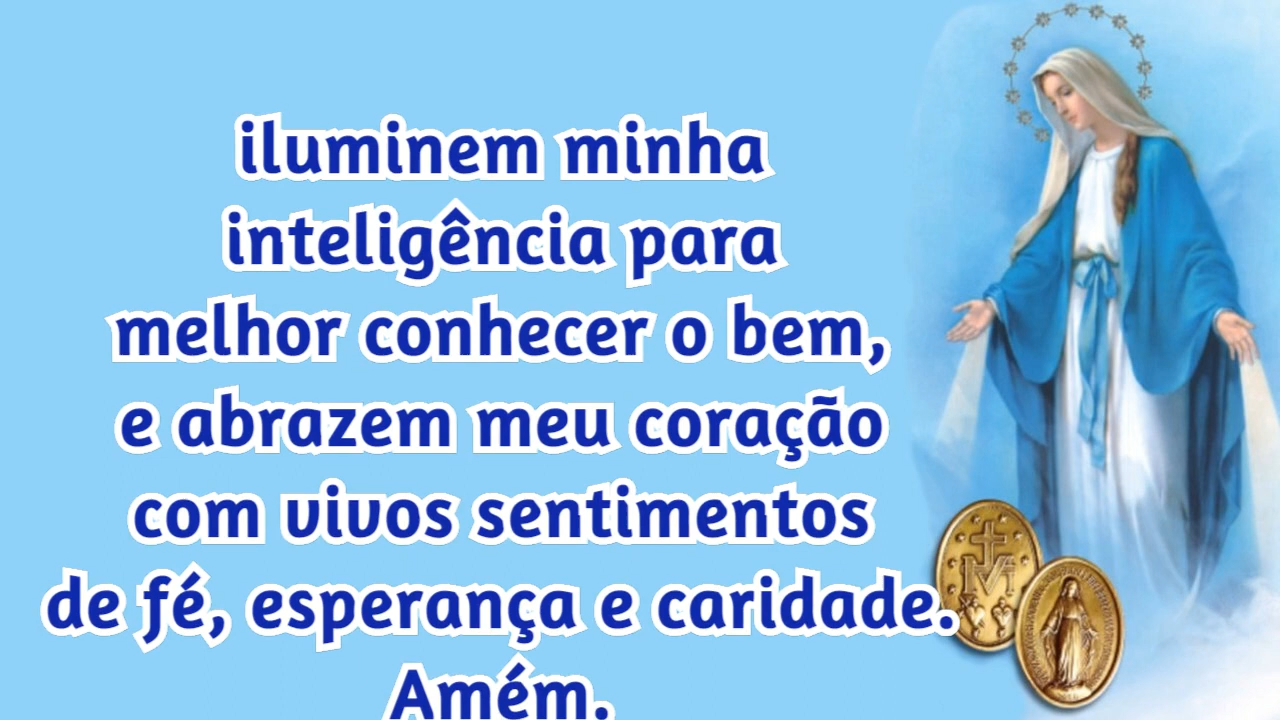 iluminem minha
inteligência para
melhor conhecer o bem,
e abrazem meu coração
com vivos sentimentos
de fé, esperança e caridade.
Amém.